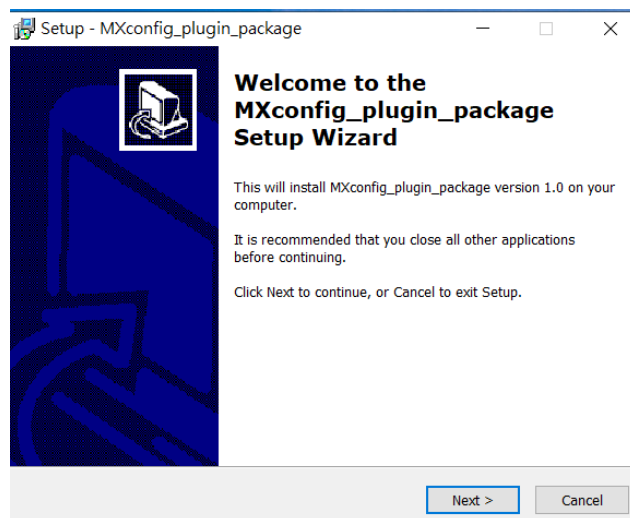 Setup - MXconfig_plugin_package
Welcome to the
MXconfig_plugin_package
Setup Wizard
This will install MXconfig_plugin_package version 1.0 on your
computer.
It is recommended that you close all other applications
before continuing.
Click Next to continue, or Cancel to exit Setup.
Next >
Cancel